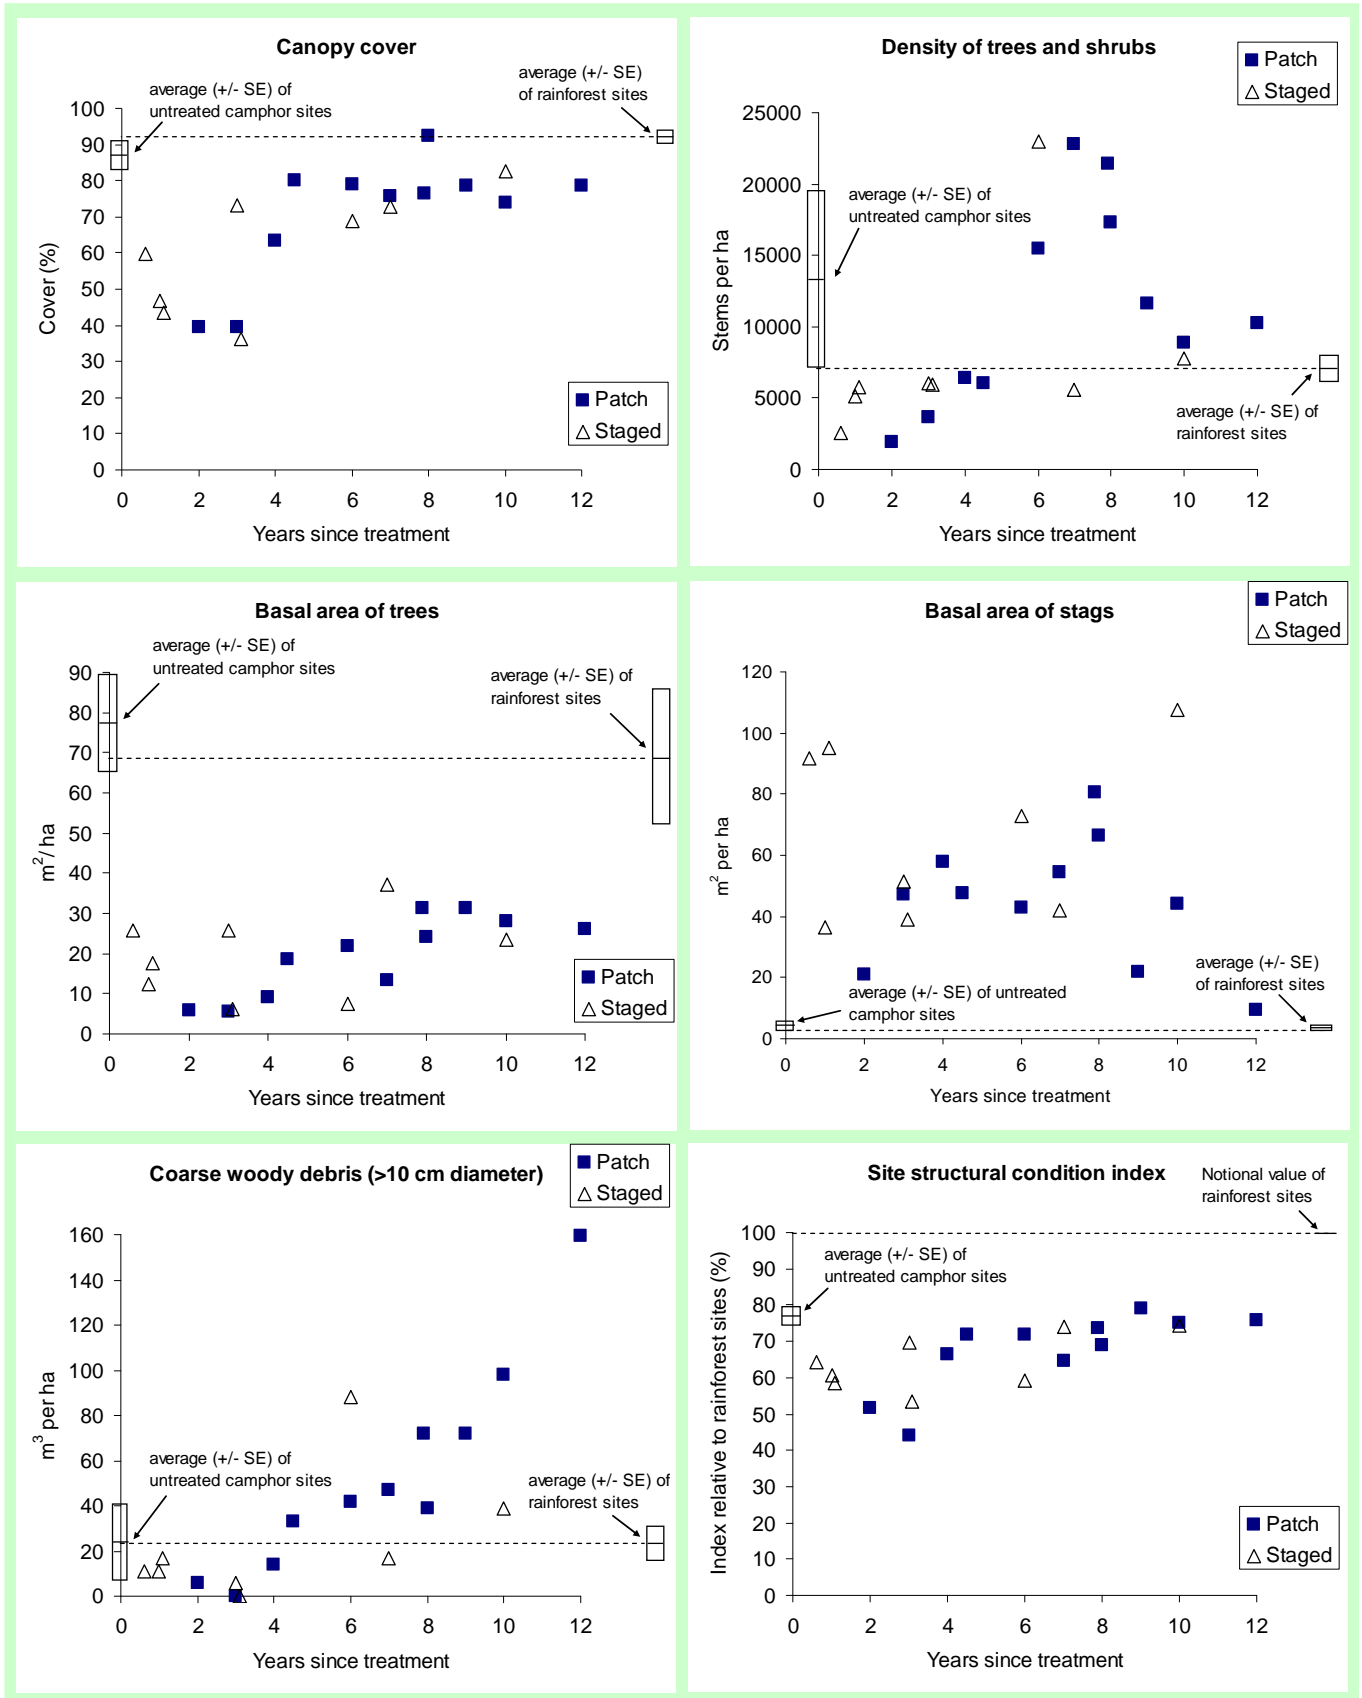 Canopy cover
average (+/- SE) of
untreated camphor sites
average (+/- SE)
of rainforest sites
100
90
80
70
60
50
40
30
20
10
0
Cover (%)
Patch
Staged
0 2 4 6 8 10 12
Years since treatment
Density of trees and shrubs
Patch
Staged
25000
20000
15000
10000
5000
0
Stems per ha
average (+/- SE) of
untreated camphor sites
average (+/- SE) of
rainforest sites
0 2 4 6 8 10 12
Years since treatment
Basal area of trees
average (+/- SE) of
untreated camphor sites
average (+/- SE) of
rainforest sites
90
80
70
60
50
40
30
20
10
0
m²/ha
Patch
Staged
0 2 4 6 8 10 12
Years since treatment
Basal area of stags
Patch
Staged
120
100
80
60
40
20
0
m² per ha
average (+/- SE) of untreated
camphor sites
average (+/- SE)
of rainforest sites
0 2 4 6 8 10 12
Years since treatment
Coarse woody debris (>10 cm diameter)
Patch
Staged
160
140
120
100
80
60
40
20
0
m³ per ha
average (+/- SE) of
untreated camphor sites
average (+/- SE) of
rainforest sites
0 2 4 6 8 10 12
Years since treatment
Site structural condition index
Notional value of
rainforest sites
100
90
80
70
60
50
40
30
20
10
0
Index relative to rainforest sites (%)
average (+/- SE) of
untreated camphor sites
Patch
Staged
0 2 4 6 8 10 12
Years since treatment